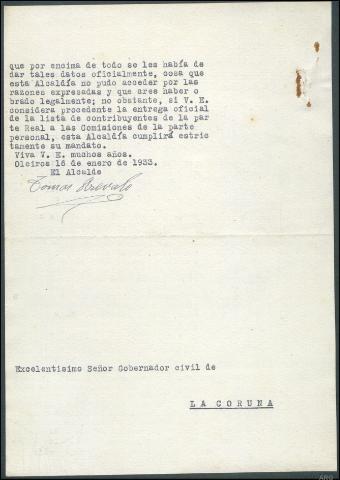 que por encima de todo se les había de
dar tales datos oficialmente, cosa que
esta Alcaldía no pudo acceder por las
razones expresadas y que cree haber o
brado legalmente; no obstante, si V. E.
considera procedente la entrega oficial
de la lista de contribuyentes de la par
te Real a las Comisiones de la parte
personal, esta Alcaldía cumplirá estric
tamente su mandato.
Viva V. E. muchos años.
Oleiros 16 de enero de 1933.
El Alcalde
Tomas
Excelentisimo Señor Gobernador civil de
LA CORUNA
ARG